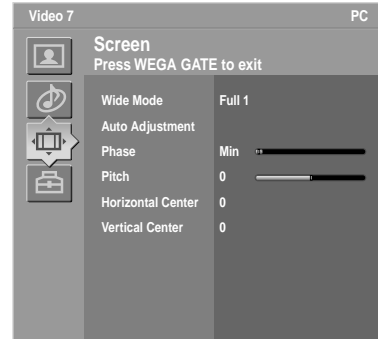 Video 7 PC
Screen
Press WEGA GATE to exit
Wide Mode Full 1
Auto Adjustment
Phase Min
Pitch 0
Horizontal Center 0
Vertical Center 0